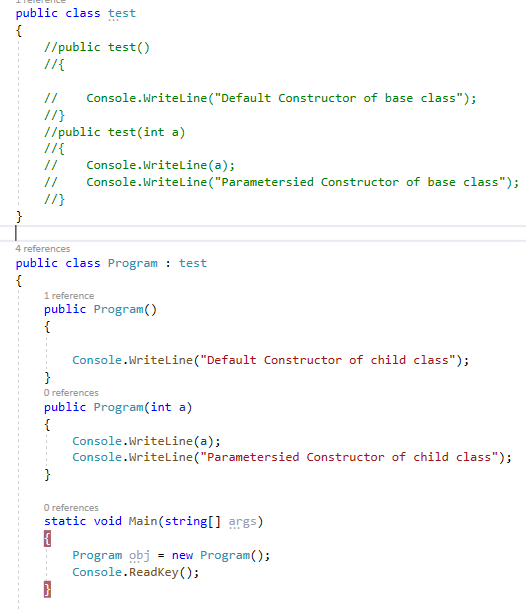 1 reference
public class test
{
//public test()
//{
//    Console.WriteLine("Default Constructor of base class");
//}
//public test(int a)
//{
//    Console.WriteLine(a);
//    Console.WriteLine("Parametersied Constructor of base class");
//}
}
4 references
public class Program : test
{
1 reference
public Program()
{
Console.WriteLine("Default Constructor of child class");
}
0 references
public Program(int a)
{
Console.WriteLine(a);
Console.WriteLine("Parametersied Constructor of child class");
}
0 references
static void Main(string[] args)
{
Program obj = new Program();
Console.ReadKey();
}